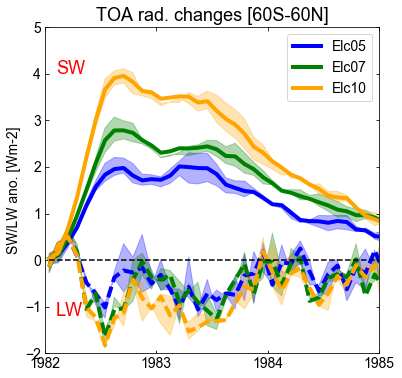 TOA rad. changes [60S-60N]
5
4
3
2
1
0
−1
−2
SW/LW ano. [Wm-2]
SW
LW
Elc05
Elc07
Elc10
1982
1983
1984
1985